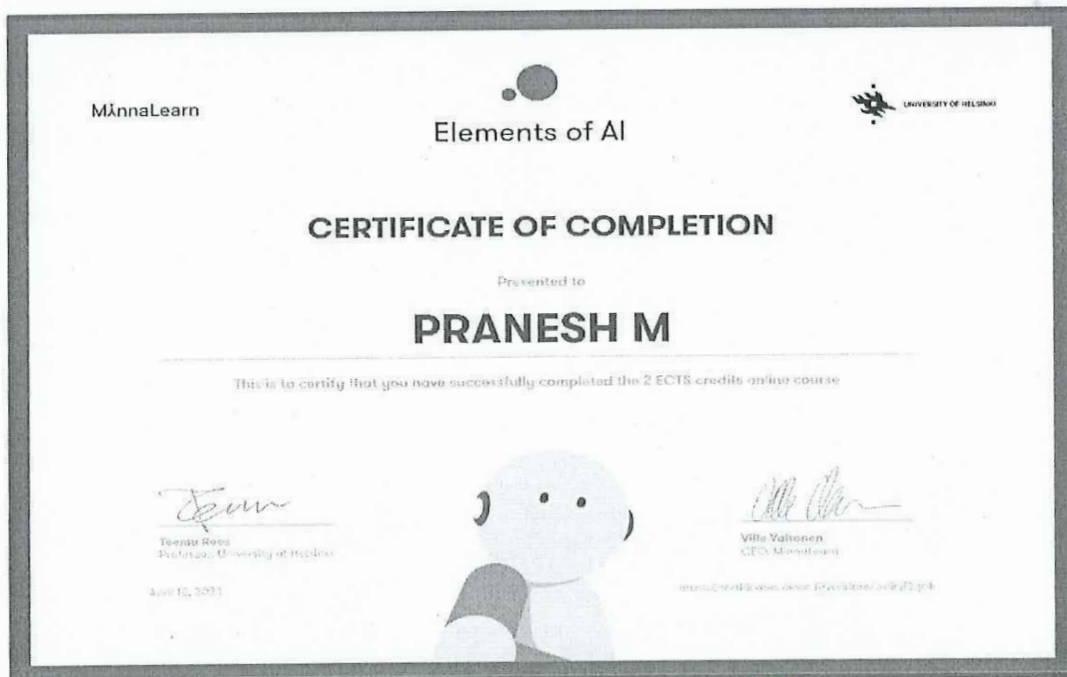 MinnaLearn
Elements of AI
UNIVERSITY OF HELSINKI
CERTIFICATE OF COMPLETION
Presented to
PRANESH M
This is to certify that you have successfully completed the 2 ECTS credits online course
Teemu Roos
Professor, University of Helsinki
Ville Valtonen
CEO, MinnaLearn
April